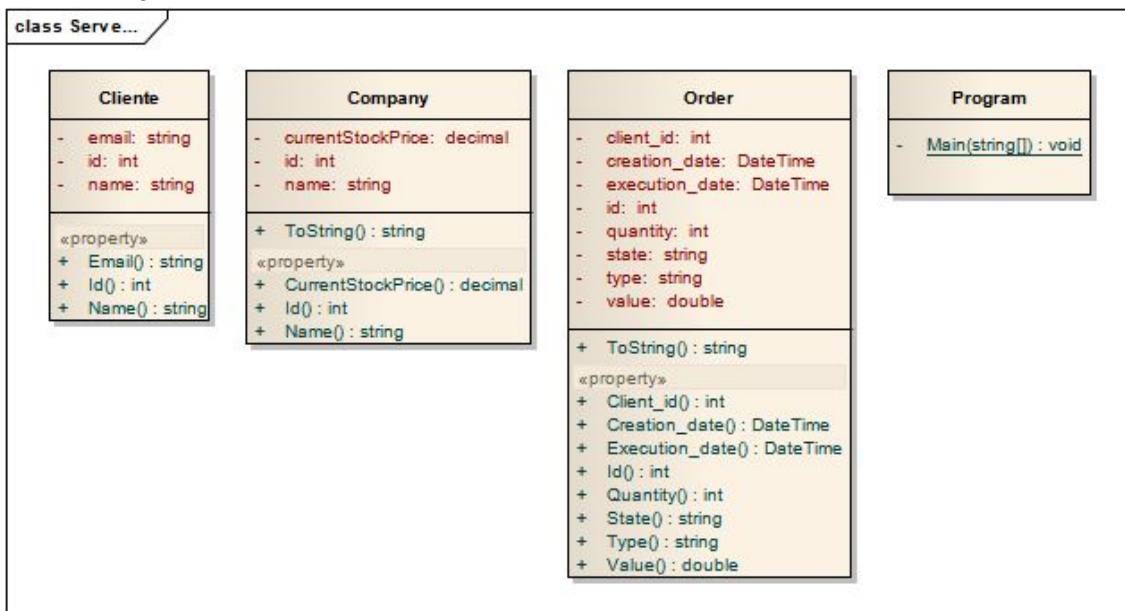 class Serve...
Cliente
- email: string
- id: int
- name: string
«property»
+ Email() : string
+ Id() : int
+ Name() : string
Company
- currentStockPrice: decimal
- id: int
- name: string
+ ToString() : string
«property»
+ CurrentStockPrice() : decimal
+ Id() : int
+ Name() : string
Order
- client_id: int
- creation_date: DateTime
- execution_date: DateTime
- id: int
- quantity: int
- state: string
- type: string
- value: double
+ ToString() : string
«property»
+ Client_id() : int
+ Creation_date() : DateTime
+ Execution_date() : DateTime
+ Id() : int
+ Quantity() : int
+ State() : string
+ Type() : string
+ Value() : double
Program
- Main(string[]) : void